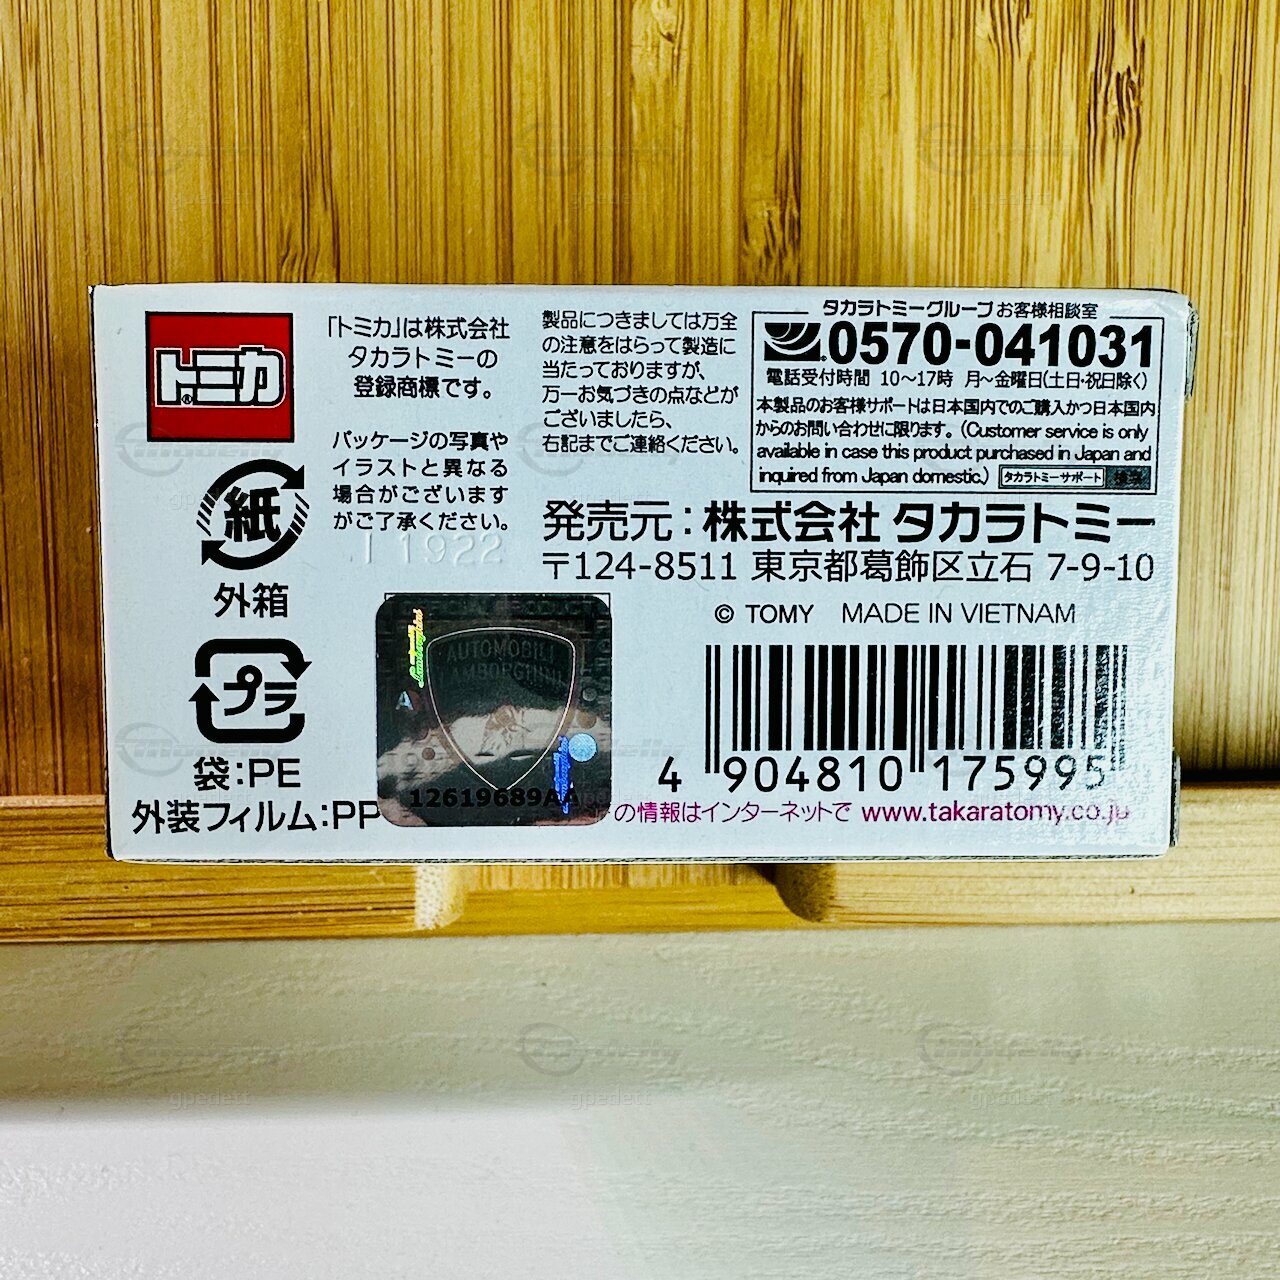 トミカ
®
「トミカ」は株式会社
タカラトミーの
登録商標です。
パッケージの写真や
イラストと異なる
場合がございます
がご了承ください。
11922
紙
外箱
プラ
袋:PE
外装フィルム:PP
製品につきましては万全
の注意をはらって製造に
当たっておりますが、
万一お気づきの点などが
ございましたら、
右記までご連絡ください。
タカラトミーグループお客様相談室
0570-041031
電話受付時間 10〜17時 月〜金曜日(土日・祝日除く)
本製品のお客様サポートは日本国内でのご購入かつ日本国内
からのお問い合わせに限ります。(Customer service is only
available in case this product purchased in Japan and
inquired from Japan domestic.) タカラトミーサポート 検索
発売元:株式会社 タカラトミー
〒124-8511 東京都葛飾区立石 7-9-10
© TOMY MADE IN VIETNAM
AUTOMOBILI
LAMBORGHINI
A
Lamborghini
12619689AA
4 904810 175995
の情報はインターネットで www.takaratomy.co.jp
gpedett